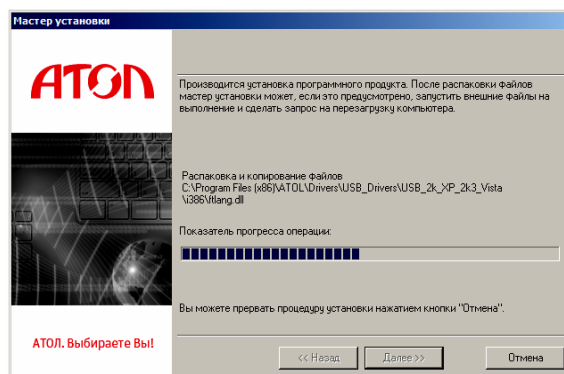 Мастер установки
АТОЛ
Производится установка программного продукта. После распаковки файлов
мастер установки может, если это предусмотрено, запустить внешние файлы на
выполнение и сделать запрос на перезагрузку компьютера.
Распаковка и копирование файлов
C:\Program Files (x86)\ATOL\Drivers\USB_Drivers\USB_2k_XP_2k3_Vista
\i386\ftlang.dll
Показатель прогресса операции:
Вы можете прервать процедуру установки нажатием кнопки "Отмена".
АТОЛ. Выбираете Вы!
<< Назад
Далее >>
Отмена